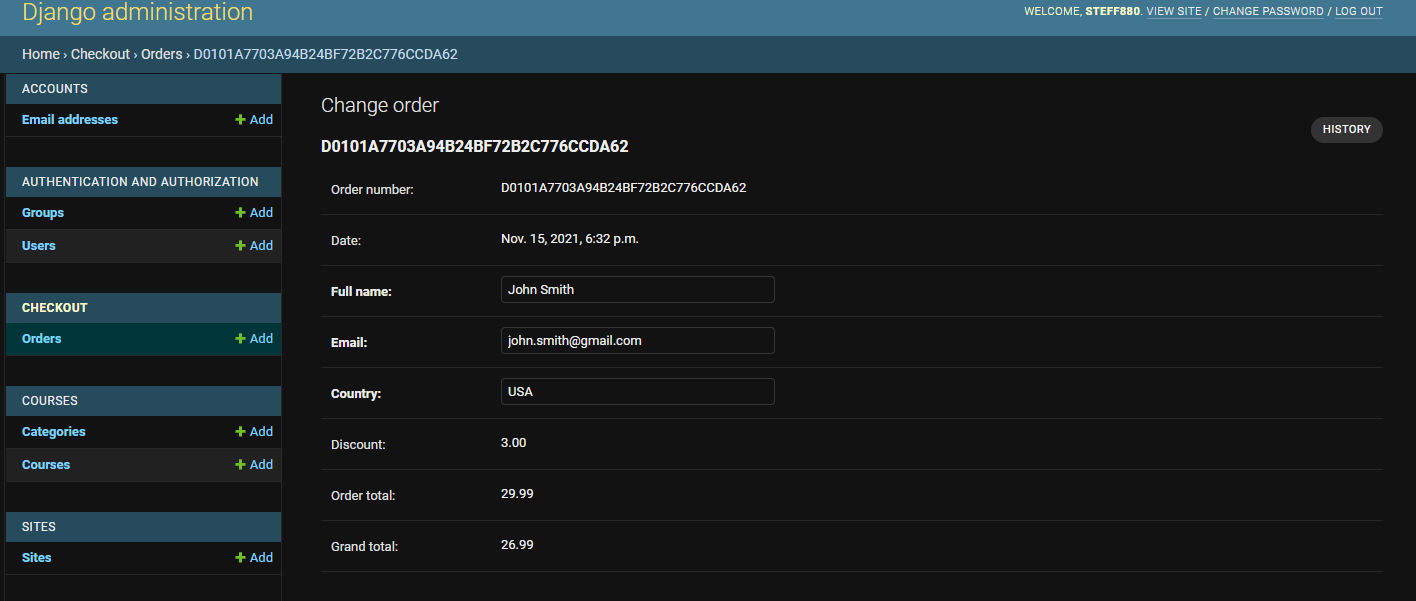 Django administration
WELCOME, STEFF880. VIEW SITE / CHANGE PASSWORD / LOG OUT
Home › Checkout › Orders › D0101A7703A94B24BF72B2C776CCDA62
ACCOUNTS
Email addresses + Add
AUTHENTICATION AND AUTHORIZATION
Groups + Add
Users + Add
CHECKOUT
Orders + Add
COURSES
Categories + Add
Courses + Add
SITES
Sites + Add
Change order
HISTORY
D0101A7703A94B24BF72B2C776CCDA62
Order number: D0101A7703A94B24BF72B2C776CCDA62
Date: Nov. 15, 2021, 6:32 p.m.
Full name: John Smith
Email: john.smith@gmail.com
Country: USA
Discount: 3.00
Order total: 29.99
Grand total: 26.99